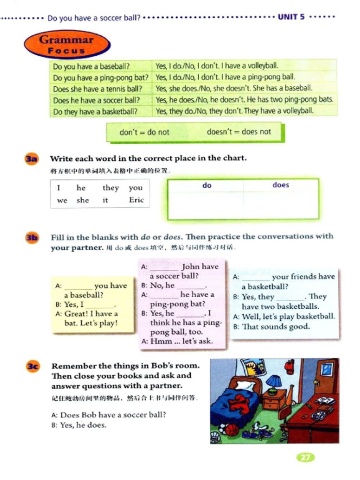 Do you have a soccer ball?
UNIT 5
Grammar
Focus
Do you have a baseball? Yes, I do./No, I don't. I have a volleyball.
Do you have a ping-pong bat? Yes, I do./No, I don't. I have a ping-pong ball.
Does she have a tennis ball? Yes, she does./No, she doesn't. She has a baseball.
Does he have a soccer ball? Yes, he does./No, he doesn't. He has two ping-pong bats.
Do they have a basketball? Yes, they do./No, they don't. They have a volleyball.
don't = do not doesn't = does not
3a Write each word in the correct place in the chart.
将方框中的单词填入表格中正确的位置。
I he they you
we she it Eric
do does
3b Fill in the blanks with do or does. Then practice the conversations with
your partner. 用 do 或 does 填空，然后与同伴练习对话。
A: ______ you have
a baseball?
B: Yes, I ______.
A: Great! I have a
bat. Let's play!
A: ______ John have
a soccer ball?
B: No, he ______.
A: ______ he have a
ping-pong bat?
B: Yes, he ______. I
think he has a ping-
pong ball, too.
A: Hmm ... let's ask.
A: ______ your friends have
a basketball?
B: Yes, they ______. They
have two basketballs.
A: Well, let's play basketball.
B: That sounds good.
3c Remember the things in Bob's room.
Then close your books and ask and
answer questions with a partner.
记住鲍勃房间里的物品，然后合上书与同伴问答。
A: Does Bob have a soccer ball?
B: Yes, he does.
27